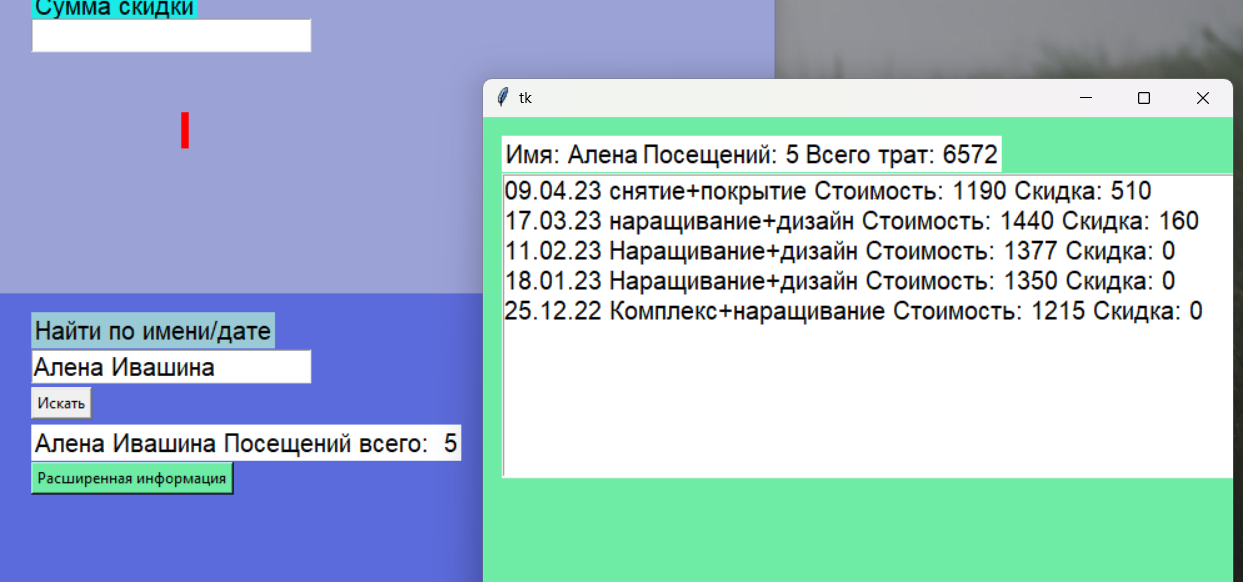 Сумма скидки
Найти по имени/дате
Алена Ивашина
Искать
Алена Ивашина Посещений всего: 5
Расширенная информация
tk
Имя: Алена Посещений: 5 Всего трат: 6572
09.04.23 снятие+покрытие Стоимость: 1190 Скидка: 510
17.03.23 наращивание+дизайн Стоимость: 1440 Скидка: 160
11.02.23 Наращивание+дизайн Стоимость: 1377 Скидка: 0
18.01.23 Наращивание+дизайн Стоимость: 1350 Скидка: 0
25.12.22 Комплекс+наращивание Стоимость: 1215 Скидка: 0